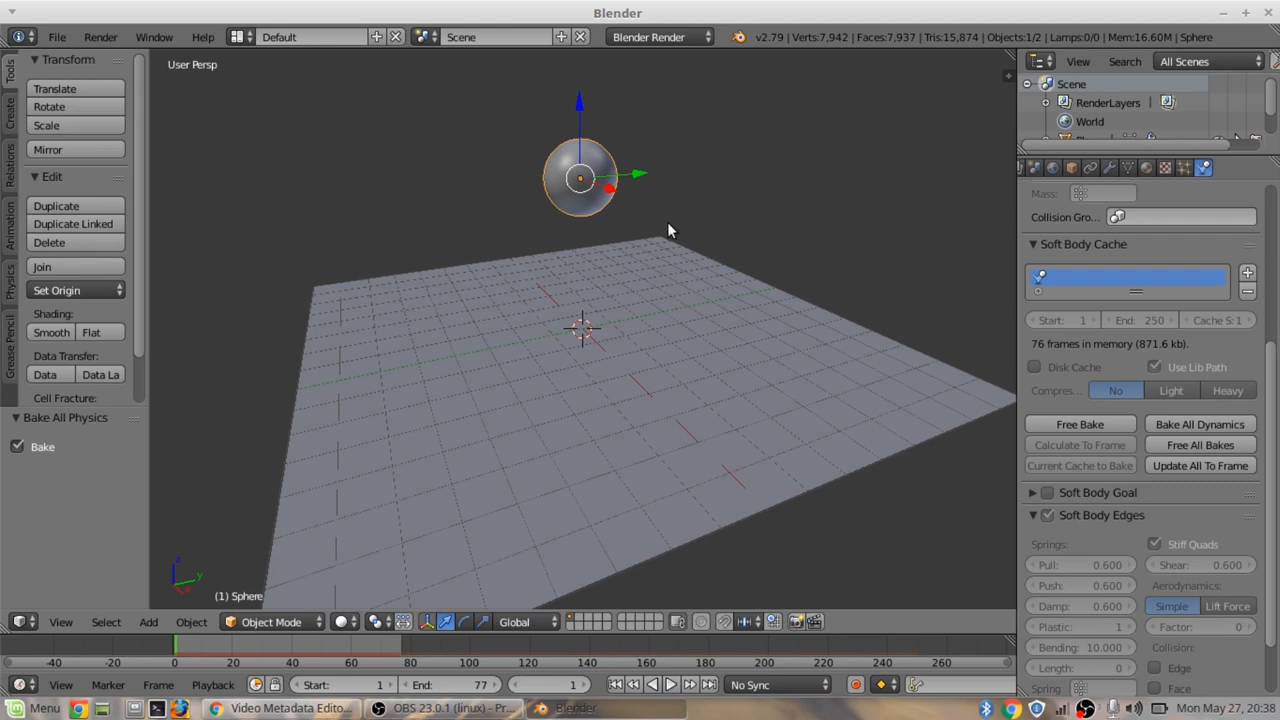 Blender
File Render Window Help Default Scene Blender Render v2.79 | Verts:7,942 | Faces:7,937 | Tris:15,874 | Objects:1/2 | Lamps:0/0 | Mem:16.60M | Sphere
Tools
Create
Relations
Animation
Physics
Grease Pencil
Transform
Translate
Rotate
Scale
Mirror
Edit
Duplicate
Duplicate Linked
Delete
Join
Set Origin
Shading:
Smooth Flat
Data Transfer:
Data Data La
Cell Fracture:
Bake All Physics
Bake
User Persp
z
y
x
(1) Sphere
View Search All Scenes
Scene
RenderLayers
World
Mass:
Collision Gro...
Soft Body Cache
Start: 1 End: 250 Cache S: 1
76 frames in memory (871.6 kb).
Disk Cache Use Lib Path
Compres... No Light Heavy
Free Bake Bake All Dynamics
Calculate To Frame Free All Bakes
Current Cache to Bake Update All To Frame
Soft Body Goal
Soft Body Edges
Springs: Stiff Quads
Pull: 0.600 Shear: 0.600
Push: 0.600 Aerodynamics:
Damp: 0.600 Simple Lift Force
Plastic: 1 Factor: 0
Bending: 10.000 Collision:
Length: 0 Edge
Spring Face
View Select Add Object Object Mode Global
-40 -20 0 20 40 60 80 100 120 140 160 180 200 220 240 260
View Marker Frame Playback Start: 1 End: 77 1 No Sync
Menu Video Metadata Edito... OBS 23.0.1 (linux) - Pr... Blender Mon May 27, 20:38